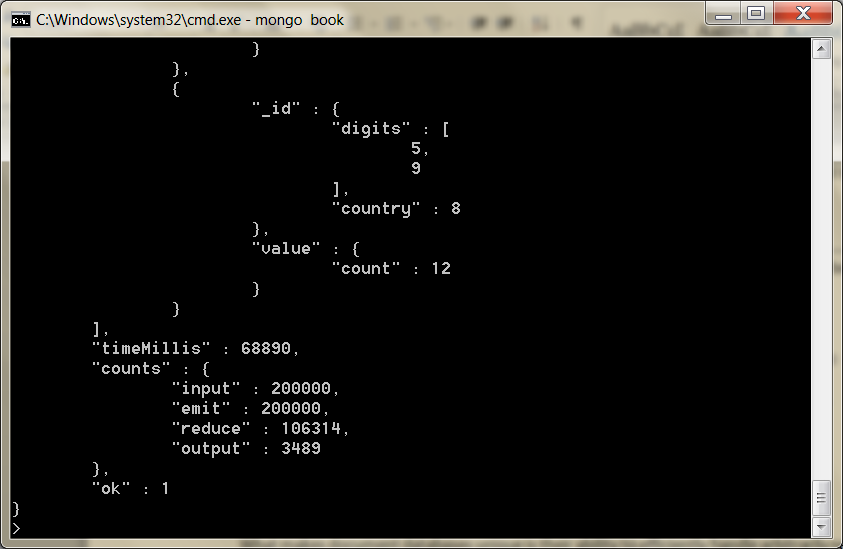 C:\Windows\system32\cmd.exe - mongo  book
}
},
{
"_id" : {
"digits" : [
5,
9
],
"country" : 8
},
"value" : {
"count" : 12
}
}
],
"timeMillis" : 68890,
"counts" : {
"input" : 200000,
"emit" : 200000,
"reduce" : 106314,
"output" : 3489
},
"ok" : 1
}
>